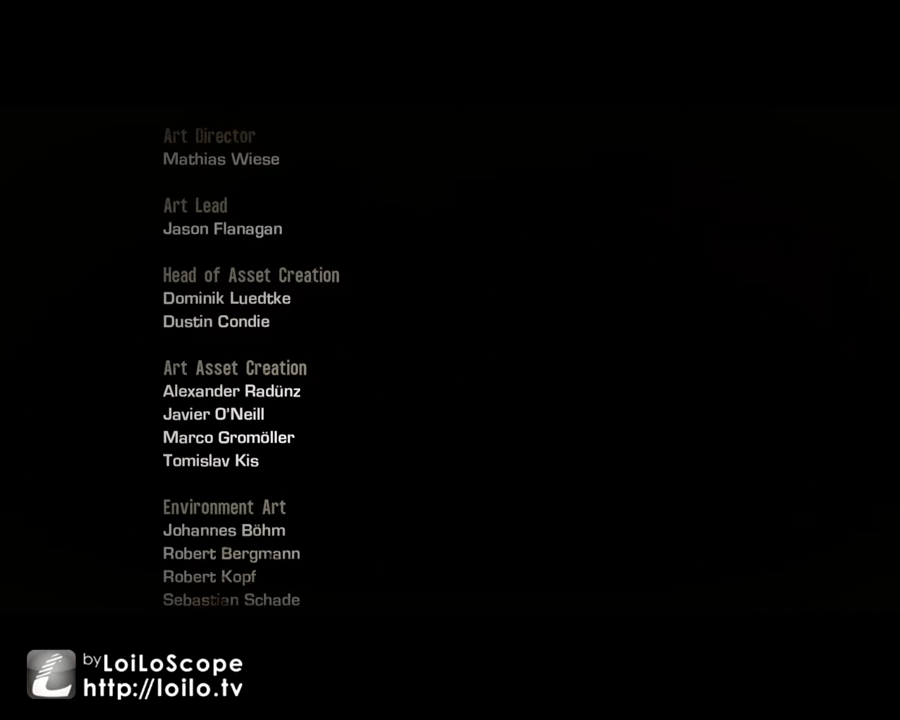 Art Director
Mathias Wiese
Art Lead
Jason Flanagan
Head of Asset Creation
Dominik Luedtke
Dustin Condie
Art Asset Creation
Alexander Radünz
Javier O'Neill
Marco Gromöller
Tomislav Kis
Environment Art
Johannes Böhm
Robert Bergmann
Robert Kopf
Sebastian Schade
by LoiLoScope
http://loilo.tv